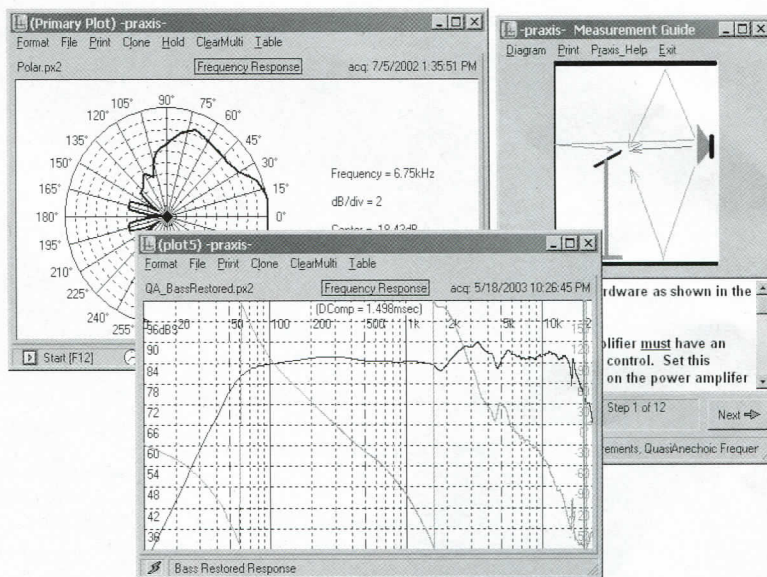 (Primary Plot) -praxis-
Format File Print Clone Hold ClearMulti Table
Polar.px2 Frequency Response acq: 7/5/2002 1:35:51 PM
120° 105° 90° 75° 60°
135° 45°
150° 30°
165° 15°
180° 0°
195°
210°
225°
240°
255°
Frequency = 6.75kHz
dB/div = 2
Start [F12]
-praxis- Measurement Guide
Diagram Print Praxis_Help Exit
rdware as shown in the
plifier must have an
control. Set this
on the power amplifer
Step 1 of 12 Next
ements, QuasiAnechoic Frequer
(plot5) -praxis-
Format File Print Clone ClearMulti Table
QA_BassRestored.px2 Frequency Response acq: 5/18/2003 10:26:45 PM
(DComp = 1.498msec)
20 50 100 200 500 1k 2k 5k 10k
90
84
78
72
66
60
54
48
42
36
Bass Restored Response